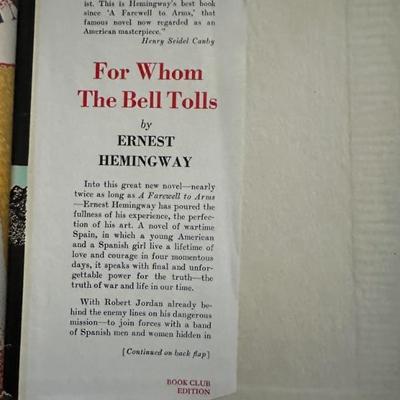 ist. This is Hemingway's best book
since 'A Farewell to Arms,' that
famous novel now regarded as an
American masterpiece."
Henry Seidel Canby
For Whom
The Bell Tolls
by
ERNEST
HEMINGWAY
Into this great new novel—nearly
twice as long as A Farewell to Arms
—Ernest Hemingway has poured the
fullness of his experience, the perfec-
tion of his art. A novel of wartime
Spain, in which a young American
and a Spanish girl live a lifetime of
love and courage in four momentous
days, it speaks with final and unfor-
gettable power for the truth—the
truth of war and life in our time.
With Robert Jordan already be-
hind the enemy lines on his dangerous
mission—to join forces with a band
of Spanish men and women hidden in
[Continued on back flap]
BOOK CLUB
EDITION